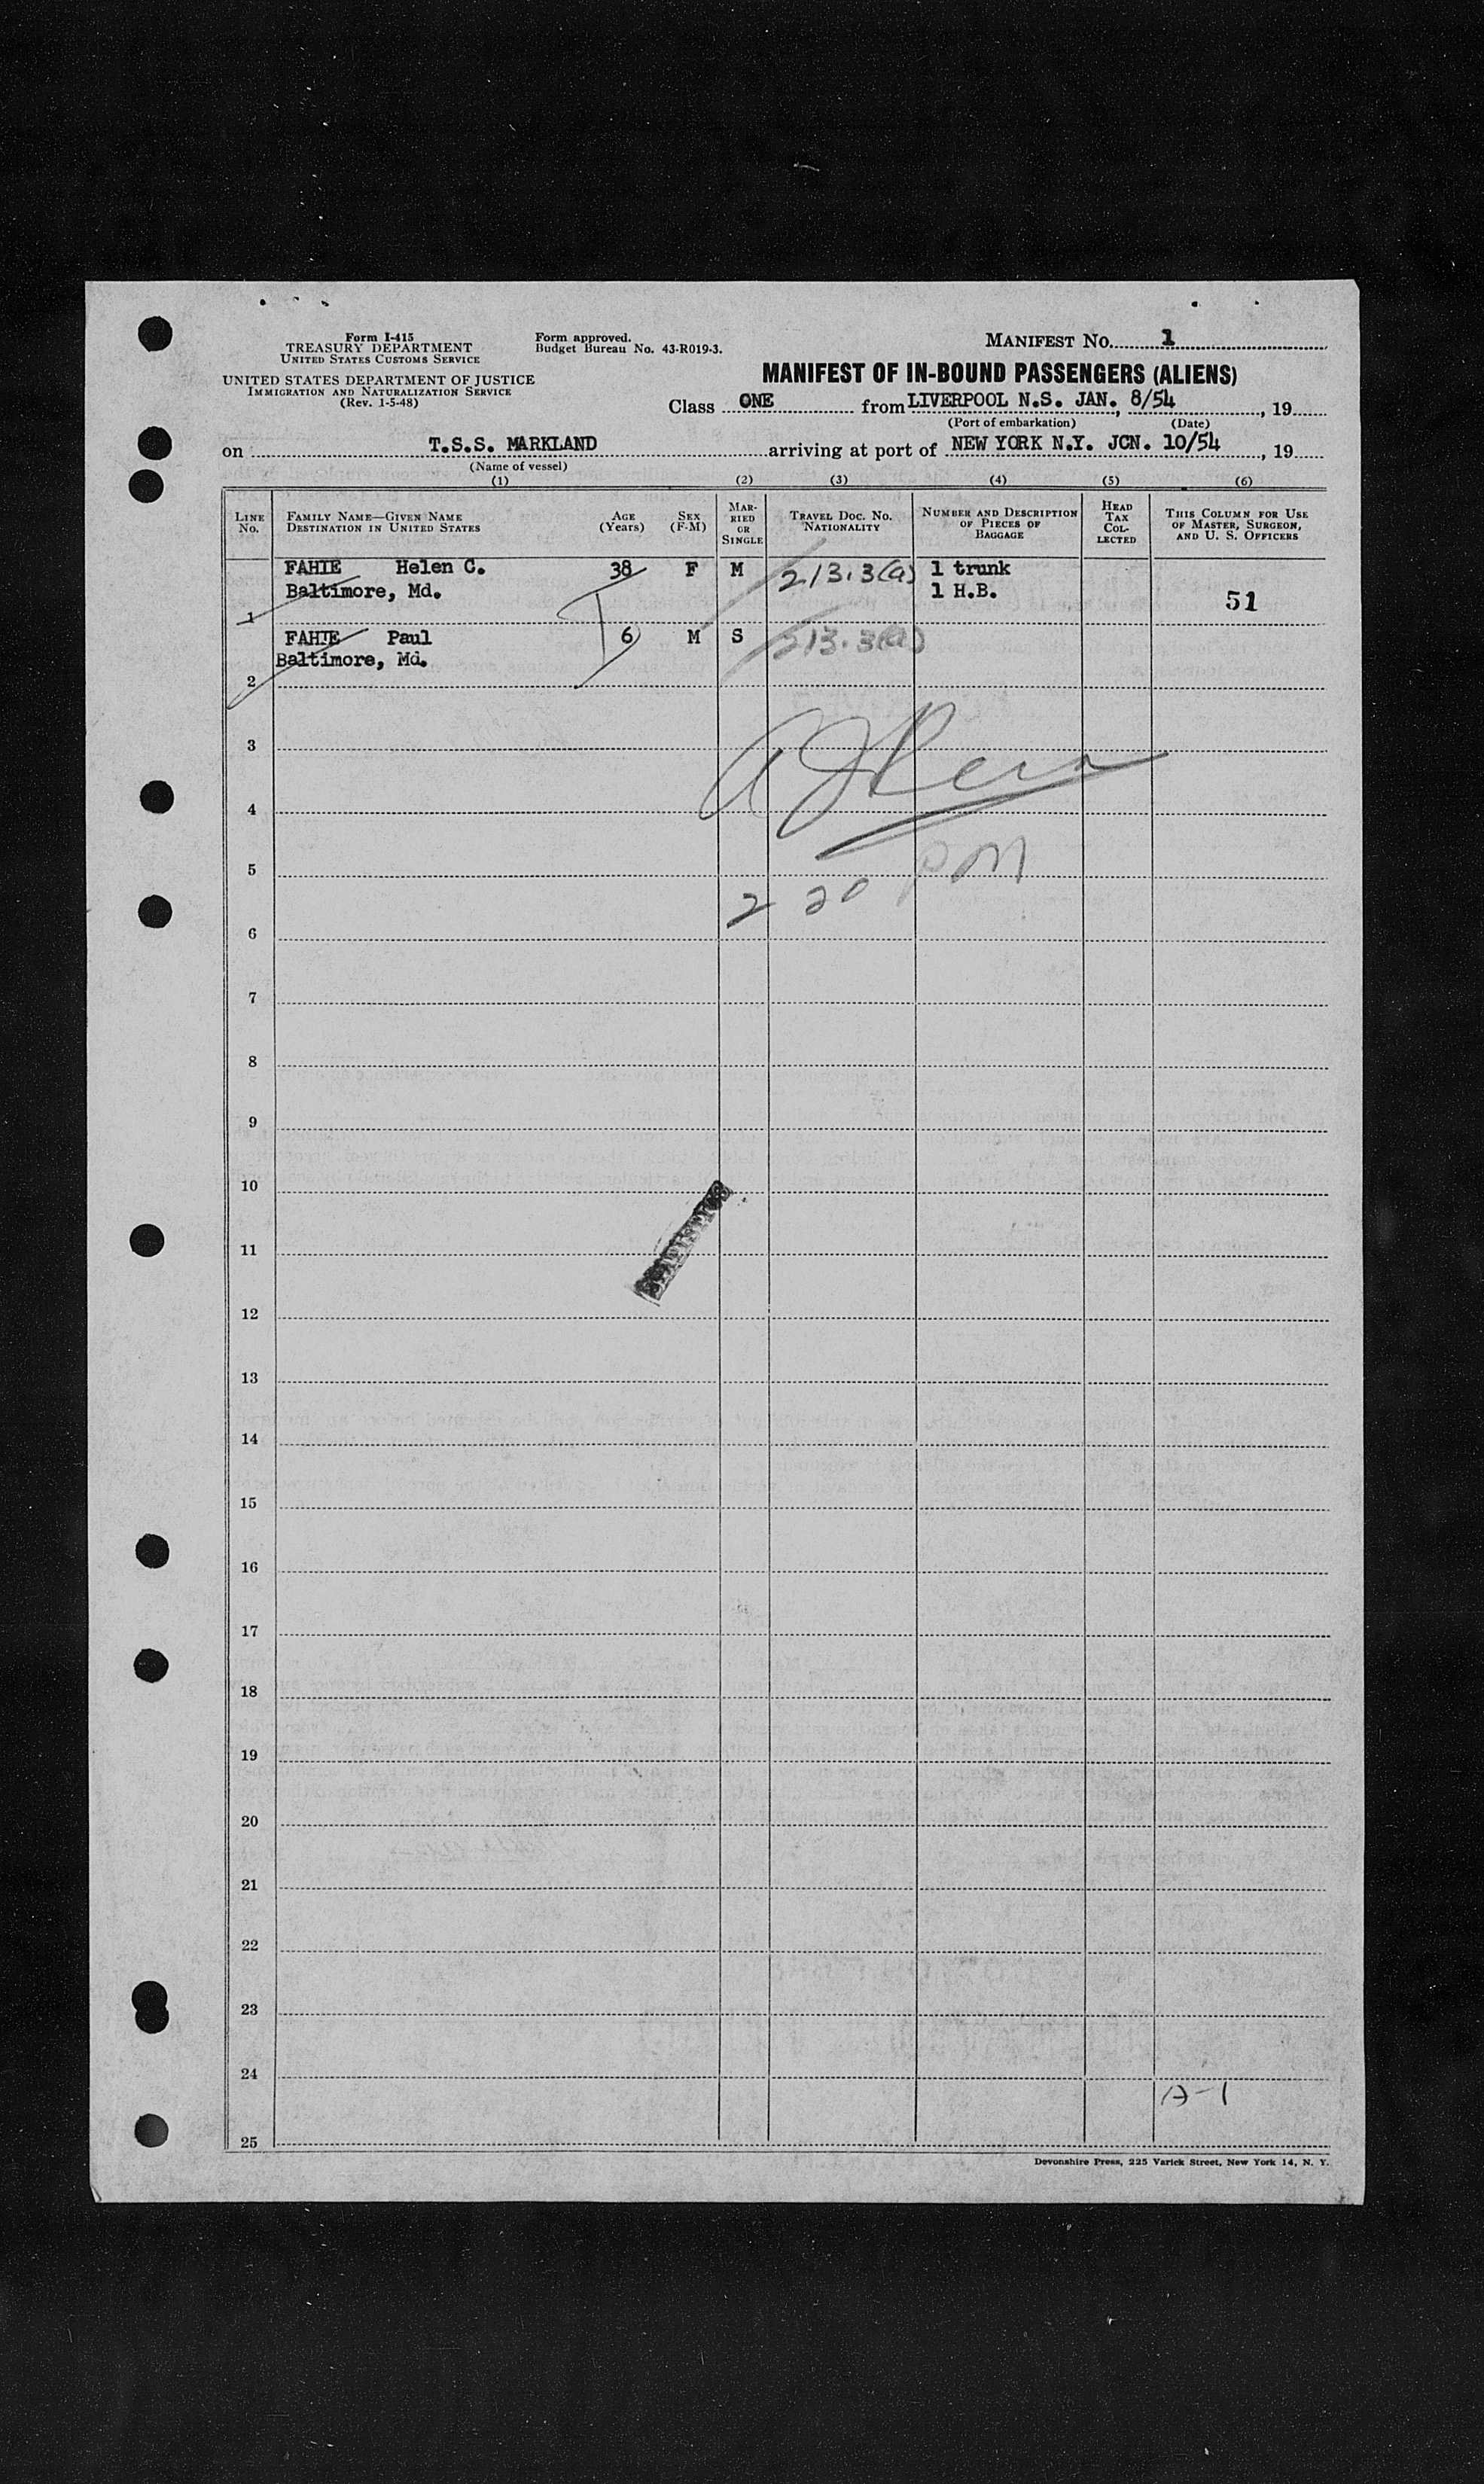 Form I-415
TREASURY DEPARTMENT
UNITED STATES CUSTOMS SERVICE
Form approved.
Budget Bureau No. 43-R019-3.
MANIFEST NO. 1
UNITED STATES DEPARTMENT OF JUSTICE
IMMIGRATION AND NATURALIZATION SERVICE
(Rev. 1-5-48)
MANIFEST OF IN-BOUND PASSENGERS (ALIENS)
Class ONE from LIVERPOOL N.S. JAN. 8/54, 19
(Port of embarkation) (Date)
on T.S.S. MARKLAND arriving at port of NEW YORK N.Y. JCN. 10/54, 19
(Name of vessel)
(1) (2) (3) (4) (5) (6)
LINE NO.
FAMILY NAME—GIVEN NAME
DESTINATION IN UNITED STATES
AGE (Years)
SEX (F-M)
MARRIED OR SINGLE
TRAVEL DOC. NO. NATIONALITY
NUMBER AND DESCRIPTION OF PIECES OF BAGGAGE
HEAD TAX COLLECTED
THIS COLUMN FOR USE OF MASTER, SURGEON, AND U. S. OFFICERS
FAHIE Helen C. 38 F M 213.3(a) 1 trunk
Baltimore, Md. 1 H.B. 51
1
FAHIE Paul 6 M S 213.3(a)
Baltimore, Md.
2
3
4
5
2 20 PM
6
7
8
9
10
11
12
13
14
15
16
17
18
19
20
21
22
23
24
A-1
25
Devonshire Press, 225 Varick Street, New York 14, N. Y.